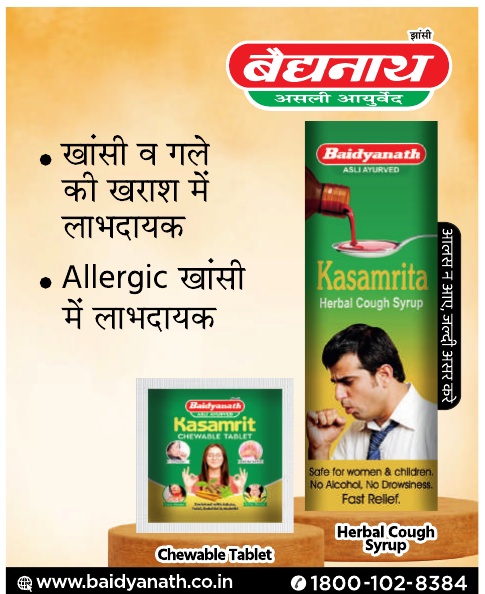 झांसी
बैद्यनाथ
असली आयुर्वेद
• खांसी व गले
की खराश में
लाभदायक
• Allergic खांसी
में लाभदायक
Baidyanath
ASLI AYURVED
Kasamrita
Herbal Cough Syrup
आलस न आए, जल्दी असर करे
Safe for women & children.
No Alcohol, No Drowsiness.
Fast Relief.
Baidyanath
ASLI AYURVED
Kasamrit
CHEWABLE TABLET
Chewable Tablet
Herbal Cough
Syrup
www.baidyanath.co.in
1800-102-8384